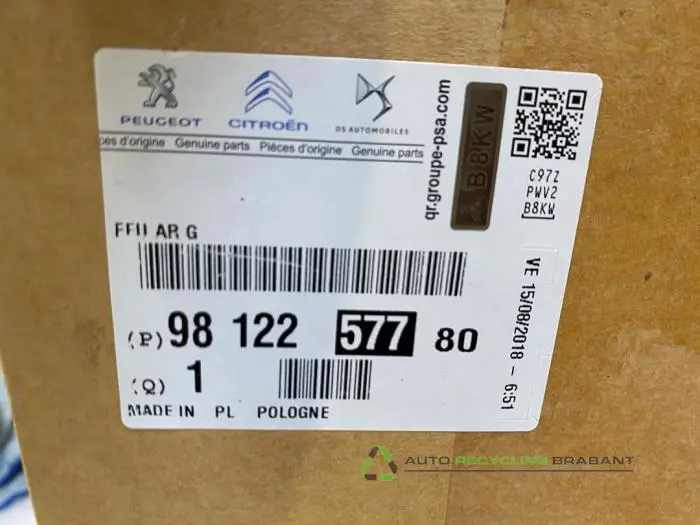 PEUGEOT CITROËN DS AUTOMOBILES
ces d'origine Genuine parts Pièces d'origine Genuine parts
qr.groupe-psa.com
B8KW
C97Z
PWV2
B8KW
AR G
(P) 98 122 577 80
(Q) 1
MADE IN PL POLOGNE
VE 15/08/2018 - 6:51
AUTO RECYCLING BRABANT